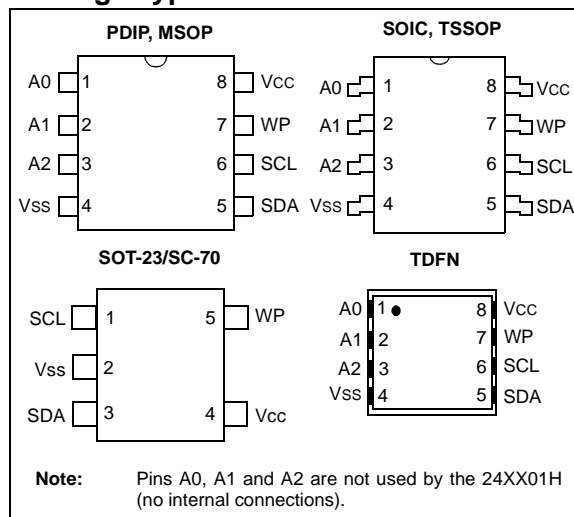 PDIP, MSOP
A0 1 8 VCC
A1 2 7 WP
A2 3 6 SCL
VSS 4 5 SDA
SOIC, TSSOP
A0 1 8 VCC
A1 2 7 WP
A2 3 6 SCL
VSS 4 5 SDA
SOT-23/SC-70
SCL 1 5 WP
Vss 2
SDA 3 4 Vcc
TDFN
A0 1 8 VCC
A1 2 7 WP
A2 3 6 SCL
VSS 4 5 SDA
Note: Pins A0, A1 and A2 are not used by the 24XX01H
(no internal connections).